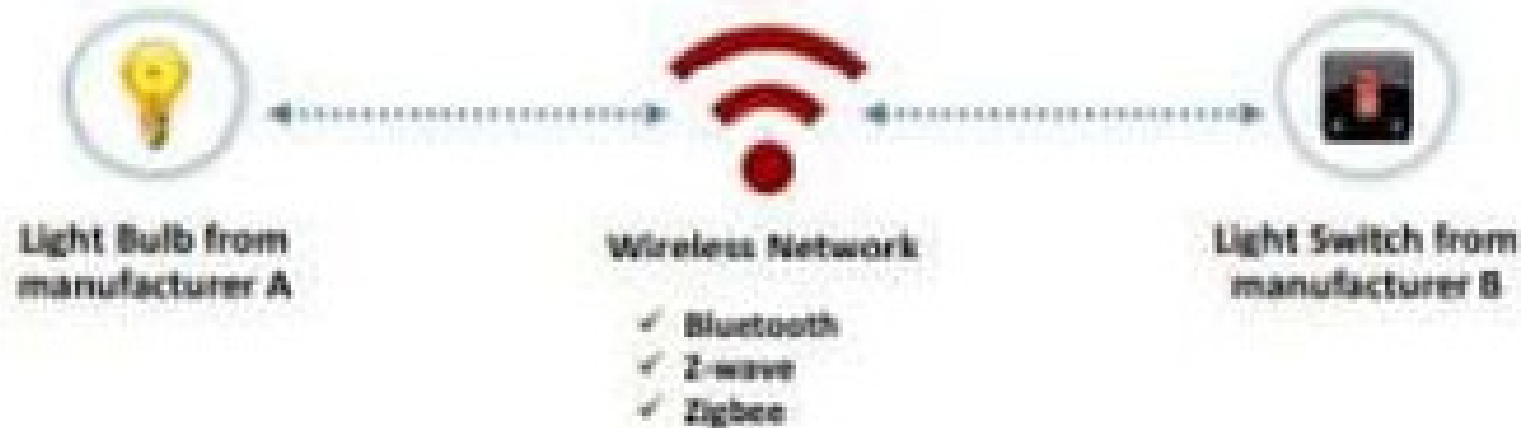 Light Bulb from
manufacturer A
Wireless Network
✓ Bluetooth
✓ Z-wave
✓ Zigbee
Light Switch from
manufacturer B